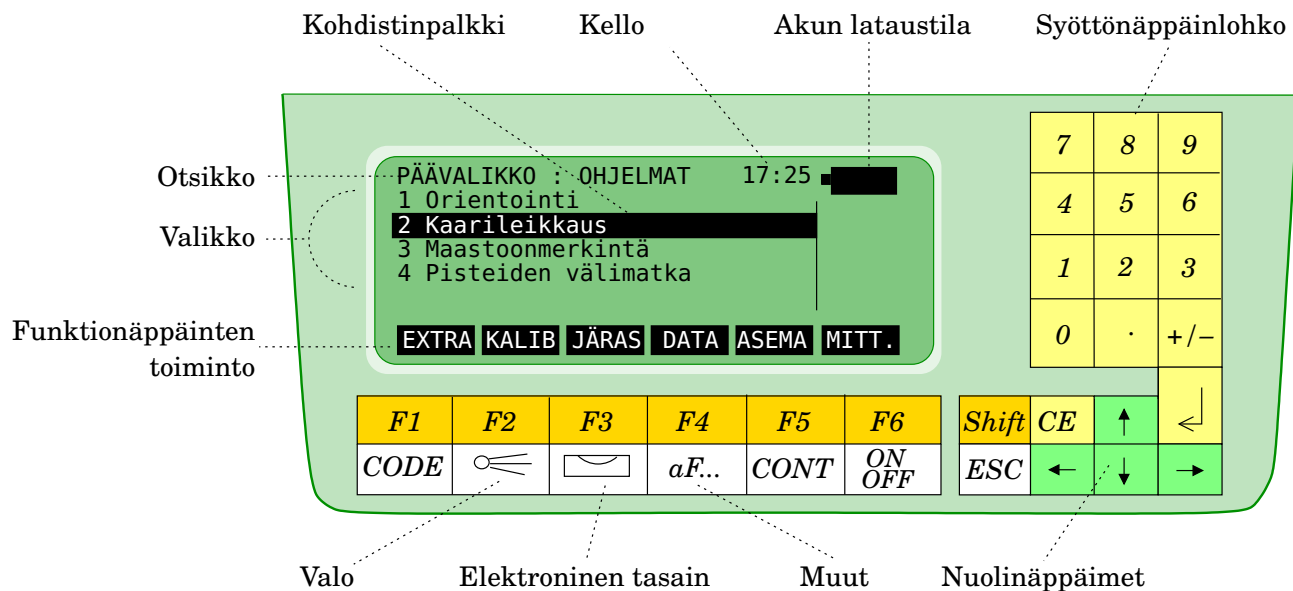 Kohdistinpalkki Kello Akun lataustila Syöttönäppäinlohko
Otsikko
Valikko
Funktionäppäinten
toiminto
PÄÄVALIKKO : OHJELMAT 17:25
1 Orientointi
2 Kaarileikkaus
3 Maastoonmerkintä
4 Pisteiden välimatka
EXTRA KALIB JÄRAS DATA ASEMA MITT.
7 8 9
4 5 6
1 2 3
0 · +/–
F1 F2 F3 F4 F5 F6 Shift CE
CODE aF... CONT ON OFF ESC
Valo Elektroninen tasain Muut Nuolinäppäimet